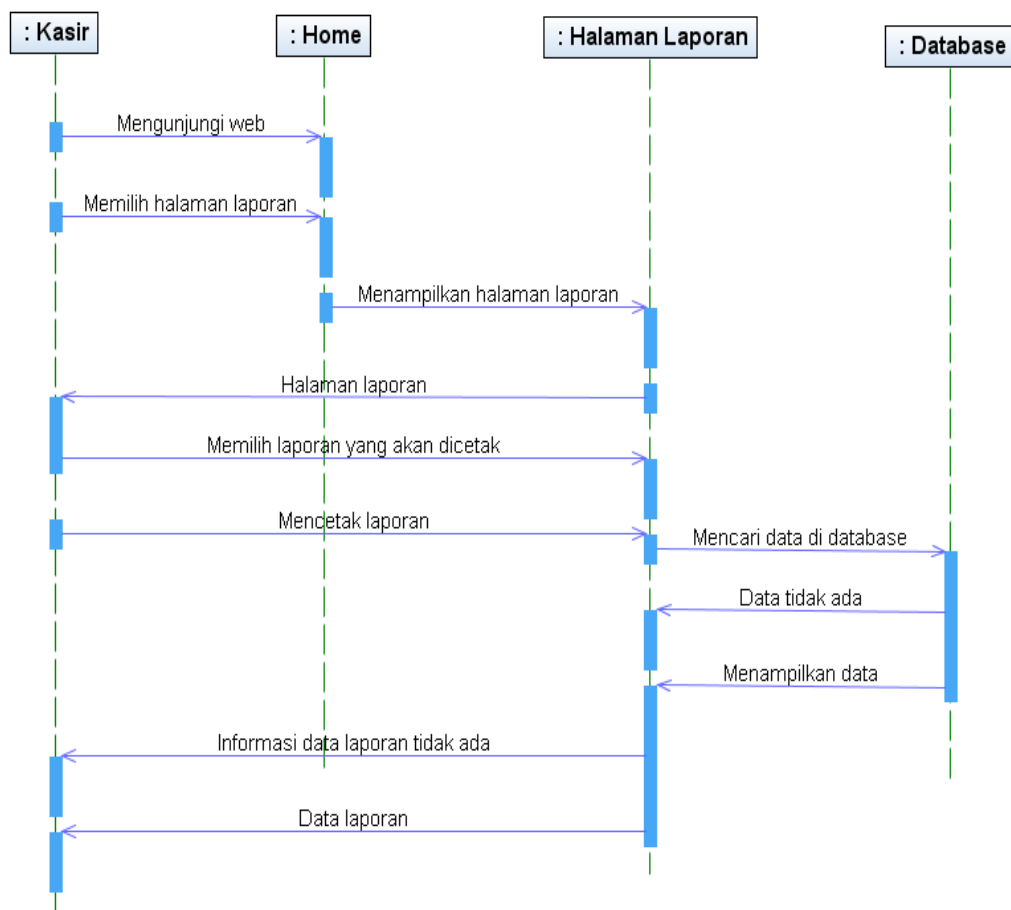 : Kasir
: Home
: Halaman Laporan
: Database
Mengunjungi web
Memilih halaman laporan
Menampilkan halaman laporan
Halaman laporan
Memilih laporan yang akan dicetak
Mencetak laporan
Mencari data di database
Data tidak ada
Menampilkan data
Informasi data laporan tidak ada
Data laporan